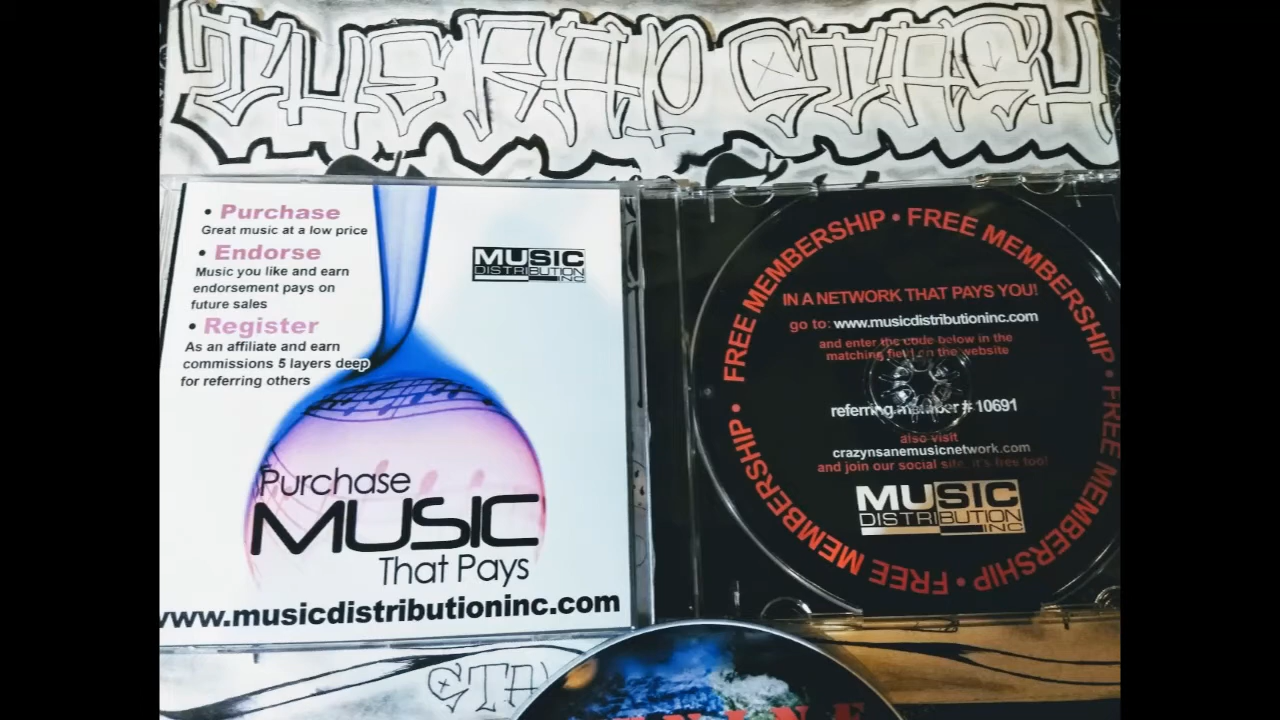 THE RAP STASH
• Purchase
Great music at a low price
• Endorse
Music you like and earn
endorsement pays on
future sales
• Register
As an affiliate and earn
commissions 5 layers deep
for referring others
MUSIC
DISTRIBUTION
INC
Purchase
MUSIC
That Pays
www.musicdistributioninc.com
FREE MEMBERSHIP • FREE MEMBERSHIP • FREE MEMBERSHIP • FREE MEMBERSHIP •
IN A NETWORK THAT PAYS YOU!
go to: www.musicdistributioninc.com
and enter the code below in the
matching field on the website
referring member # 10691
also visit
crazynsanemusicnetwork.com
and join our social site, it's free too!
MUSIC
DISTRIBUTION
INC
STA